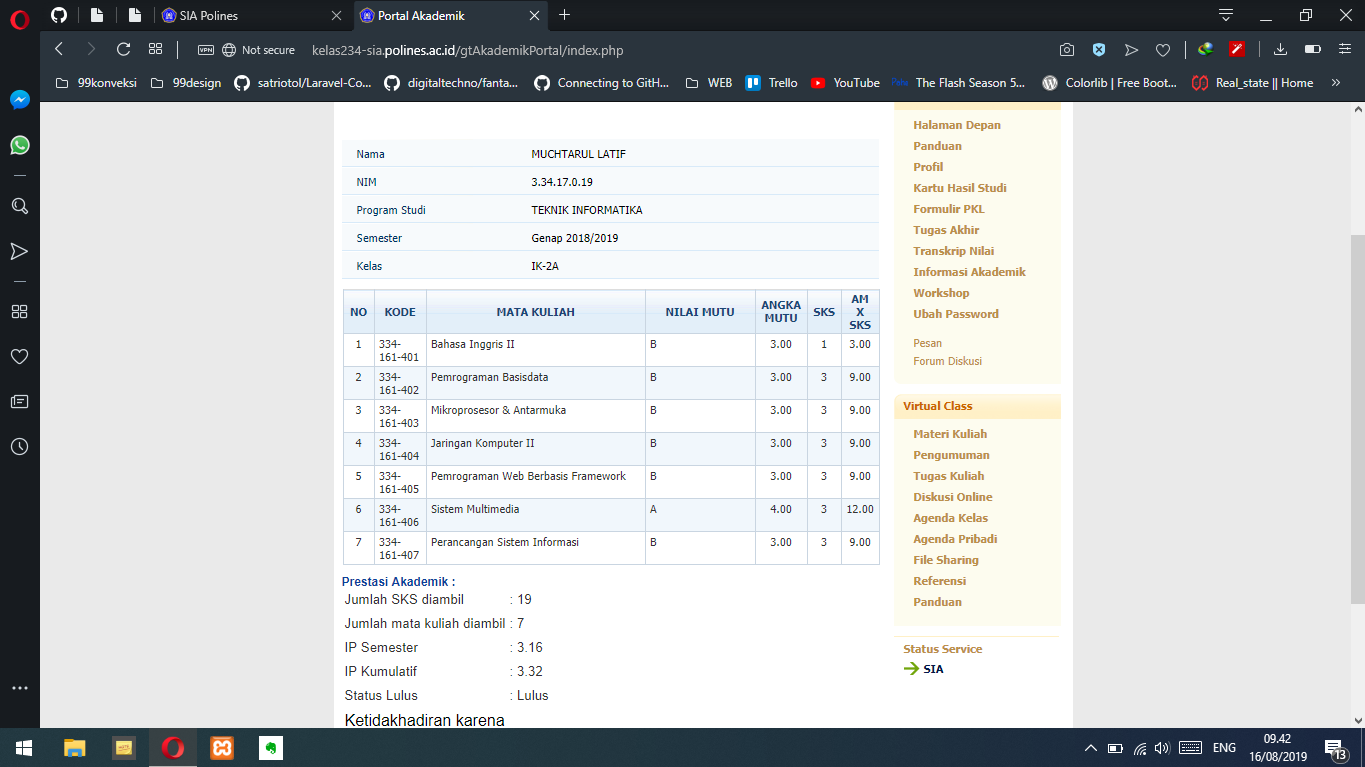 SIA Polines
Portal Akademik
VPN Not secure kelas234-sia.polines.ac.id/gtAkademikPortal/index.php
99konveksi 99design satriotol/Laravel-Co... digitaltechno/fanta... Connecting to GitH... WEB Trello YouTube The Flash Season 5... Colorlib | Free Boot... Real_state || Home »
Nama MUCHTARUL LATIF
NIM 3.34.17.0.19
Program Studi TEKNIK INFORMATIKA
Semester Genap 2018/2019
Kelas IK-2A
NO KODE MATA KULIAH NILAI MUTU ANGKA MUTU SKS AM X SKS
1 334-161-401 Bahasa Inggris II B 3.00 1 3.00
2 334-161-402 Pemrograman Basisdata B 3.00 3 9.00
3 334-161-403 Mikroprosesor & Antarmuka B 3.00 3 9.00
4 334-161-404 Jaringan Komputer II B 3.00 3 9.00
5 334-161-405 Pemrograman Web Berbasis Framework B 3.00 3 9.00
6 334-161-406 Sistem Multimedia A 4.00 3 12.00
7 334-161-407 Perancangan Sistem Informasi B 3.00 3 9.00
Prestasi Akademik :
Jumlah SKS diambil : 19
Jumlah mata kuliah diambil : 7
IP Semester : 3.16
IP Kumulatif : 3.32
Status Lulus : Lulus
Ketidakhadiran karena
Halaman Depan
Panduan
Profil
Kartu Hasil Studi
Formulir PKL
Tugas Akhir
Transkrip Nilai
Informasi Akademik
Workshop
Ubah Password
Pesan
Forum Diskusi
Virtual Class
Materi Kuliah
Pengumuman
Tugas Kuliah
Diskusi Online
Agenda Kelas
Agenda Pribadi
File Sharing
Referensi
Panduan
Status Service
SIA
ENG
09.42
16/08/2019
13